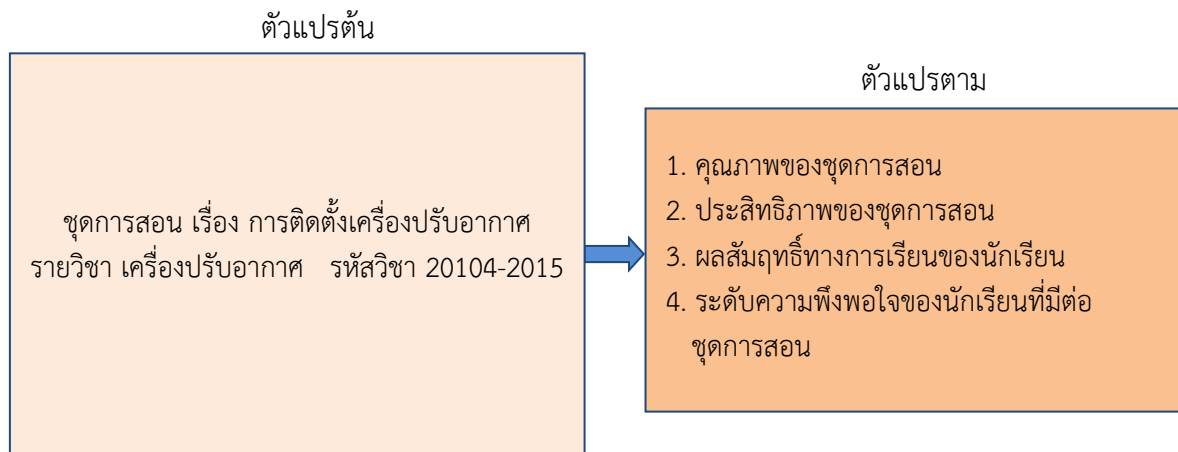 ตัวแปรต้น
ชุดการสอน เรื่อง การติดตั้งเครื่องปรับอากาศ
รายวิชา เครื่องปรับอากาศ รหัสวิชา 20104-2015
ตัวแปรตาม
1. คุณภาพของชุดการสอน
2. ประสิทธิภาพของชุดการสอน
3. ผลสัมฤทธิ์ทางการเรียนของนักเรียน
4. ระดับความพึงพอใจของนักเรียนที่มีต่อ
ชุดการสอน